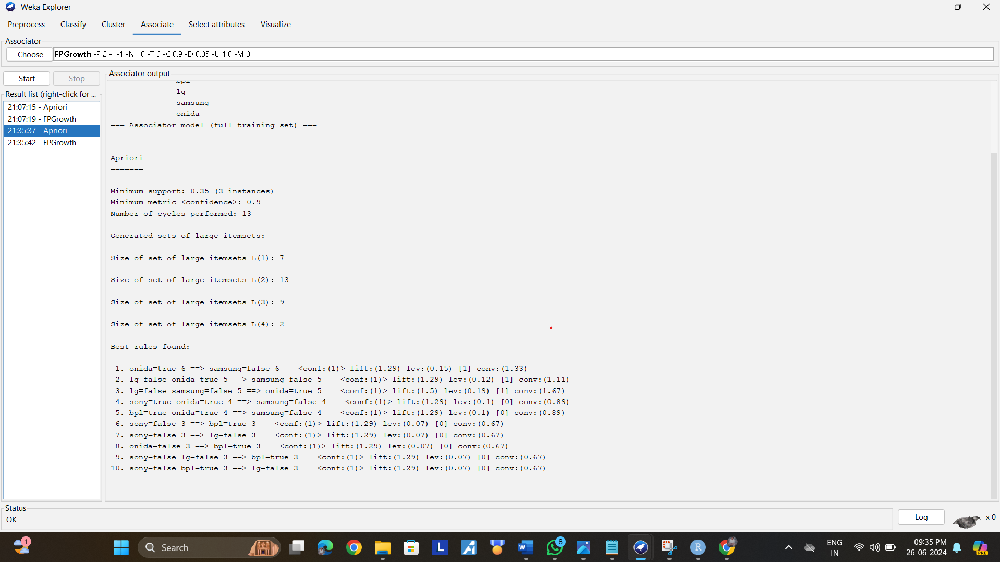 Weka Explorer
Preprocess Classify Cluster Associate Select attributes Visualize
Associator
Choose FPGrowth -P 2 -I -1 -N 10 -T 0 -C 0.9 -D 0.05 -U 1.0 -M 0.1
Start Stop
Associator output
Result list (right-click for ...
21:07:15 - Apriori
21:07:19 - FPGrowth
21:35:37 - Apriori
21:35:42 - FPGrowth
bpl
lg
samsung
onida
=== Associator model (full training set) ===
Apriori
=======
Minimum support: 0.35 (3 instances)
Minimum metric <confidence>: 0.9
Number of cycles performed: 13
Generated sets of large itemsets:
Size of set of large itemsets L(1): 7
Size of set of large itemsets L(2): 13
Size of set of large itemsets L(3): 9
Size of set of large itemsets L(4): 2
Best rules found:
1. onida=true 6 ==> samsung=false 6 <conf:(1)> lift:(1.29) lev:(0.15) [1] conv:(1.33)
2. lg=false onida=true 5 ==> samsung=false 5 <conf:(1)> lift:(1.29) lev:(0.12) [1] conv:(1.11)
3. lg=false samsung=false 5 ==> onida=true 5 <conf:(1)> lift:(1.5) lev:(0.19) [1] conv:(1.67)
4. sony=true onida=true 4 ==> samsung=false 4 <conf:(1)> lift:(1.29) lev:(0.1) [0] conv:(0.89)
5. bpl=true onida=true 4 ==> samsung=false 4 <conf:(1)> lift:(1.29) lev:(0.1) [0] conv:(0.89)
6. sony=false 3 ==> bpl=true 3 <conf:(1)> lift:(1.29) lev:(0.07) [0] conv:(0.67)
7. sony=false 3 ==> lg=false 3 <conf:(1)> lift:(1.29) lev:(0.07) [0] conv:(0.67)
8. onida=false 3 ==> bpl=true 3 <conf:(1)> lift:(1.29) lev:(0.07) [0] conv:(0.67)
9. sony=false lg=false 3 ==> bpl=true 3 <conf:(1)> lift:(1.29) lev:(0.07) [0] conv:(0.67)
10. sony=false bpl=true 3 ==> lg=false 3 <conf:(1)> lift:(1.29) lev:(0.07) [0] conv:(0.67)
Status
OK
Log
x 0
1
Search
L
W
8
R
ENG
IN
09:35 PM
26-06-2024
PRE